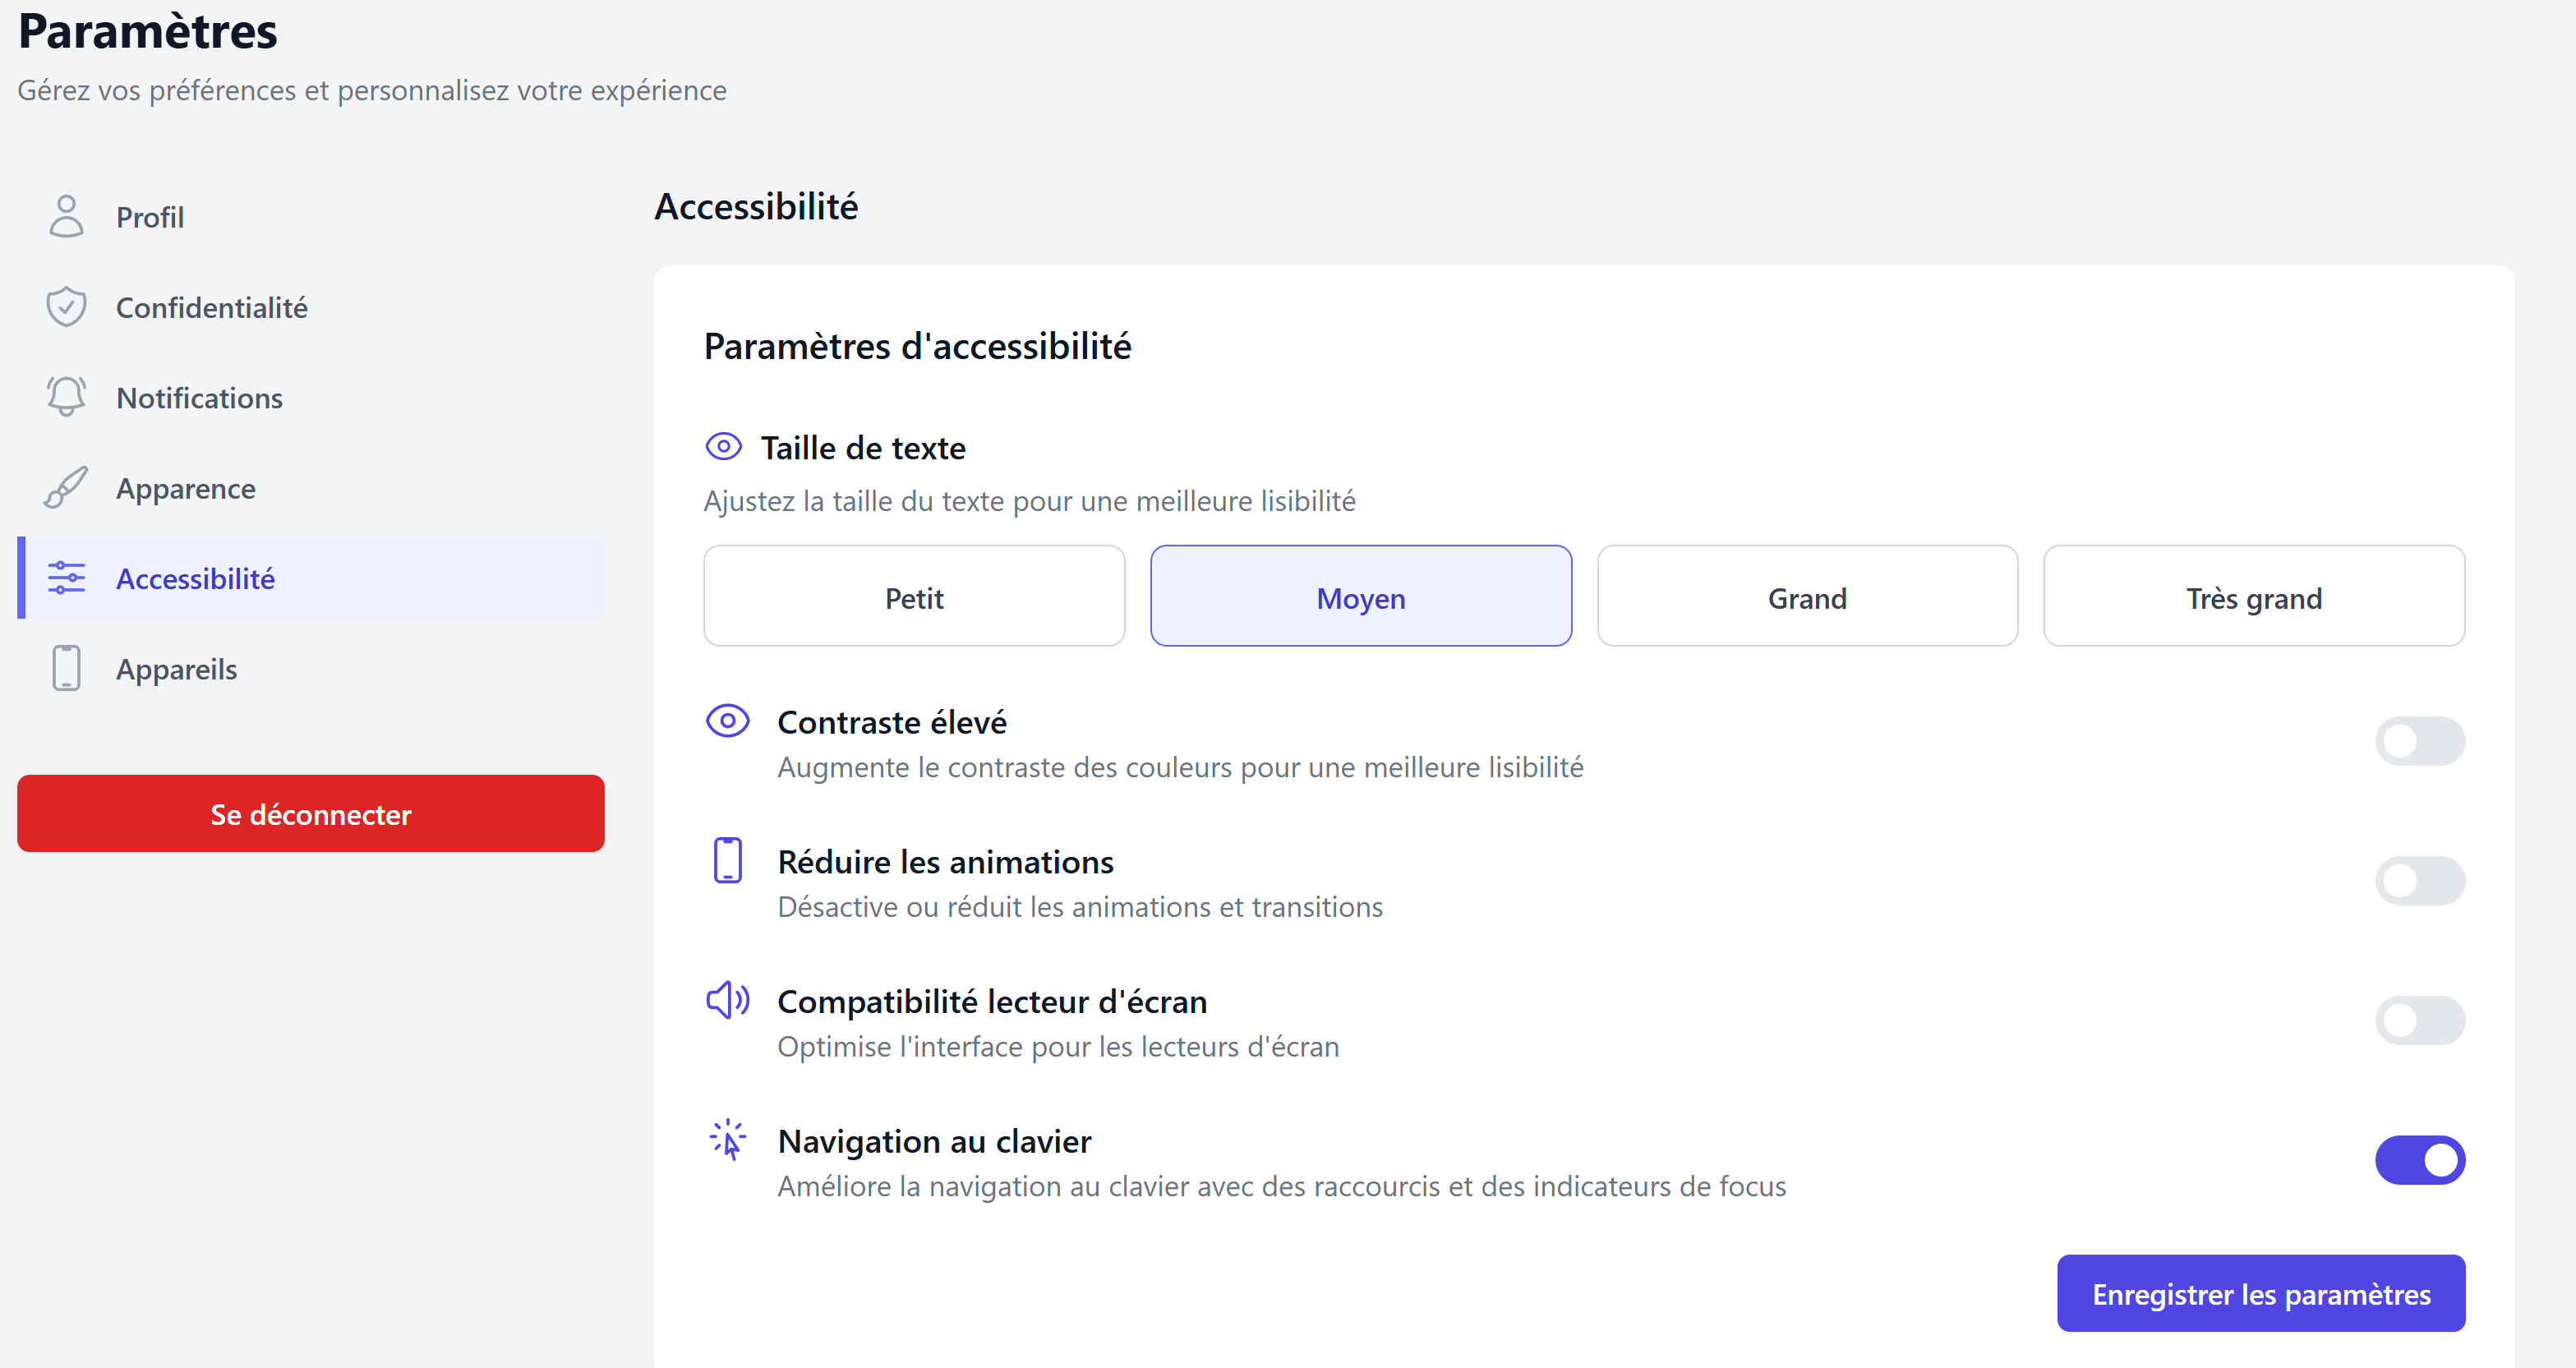 Paramètres
Gérez vos préférences et personnalisez votre expérience
Profil
Confidentialité
Notifications
Apparence
Accessibilité
Appareils
Se déconnecter
Accessibilité
Paramètres d'accessibilité
Taille de texte
Ajustez la taille du texte pour une meilleure lisibilité
Petit
Moyen
Grand
Très grand
Contraste élevé
Augmente le contraste des couleurs pour une meilleure lisibilité
Réduire les animations
Désactive ou réduit les animations et transitions
Compatibilité lecteur d'écran
Optimise l'interface pour les lecteurs d'écran
Navigation au clavier
Améliore la navigation au clavier avec des raccourcis et des indicateurs de focus
Enregistrer les paramètres